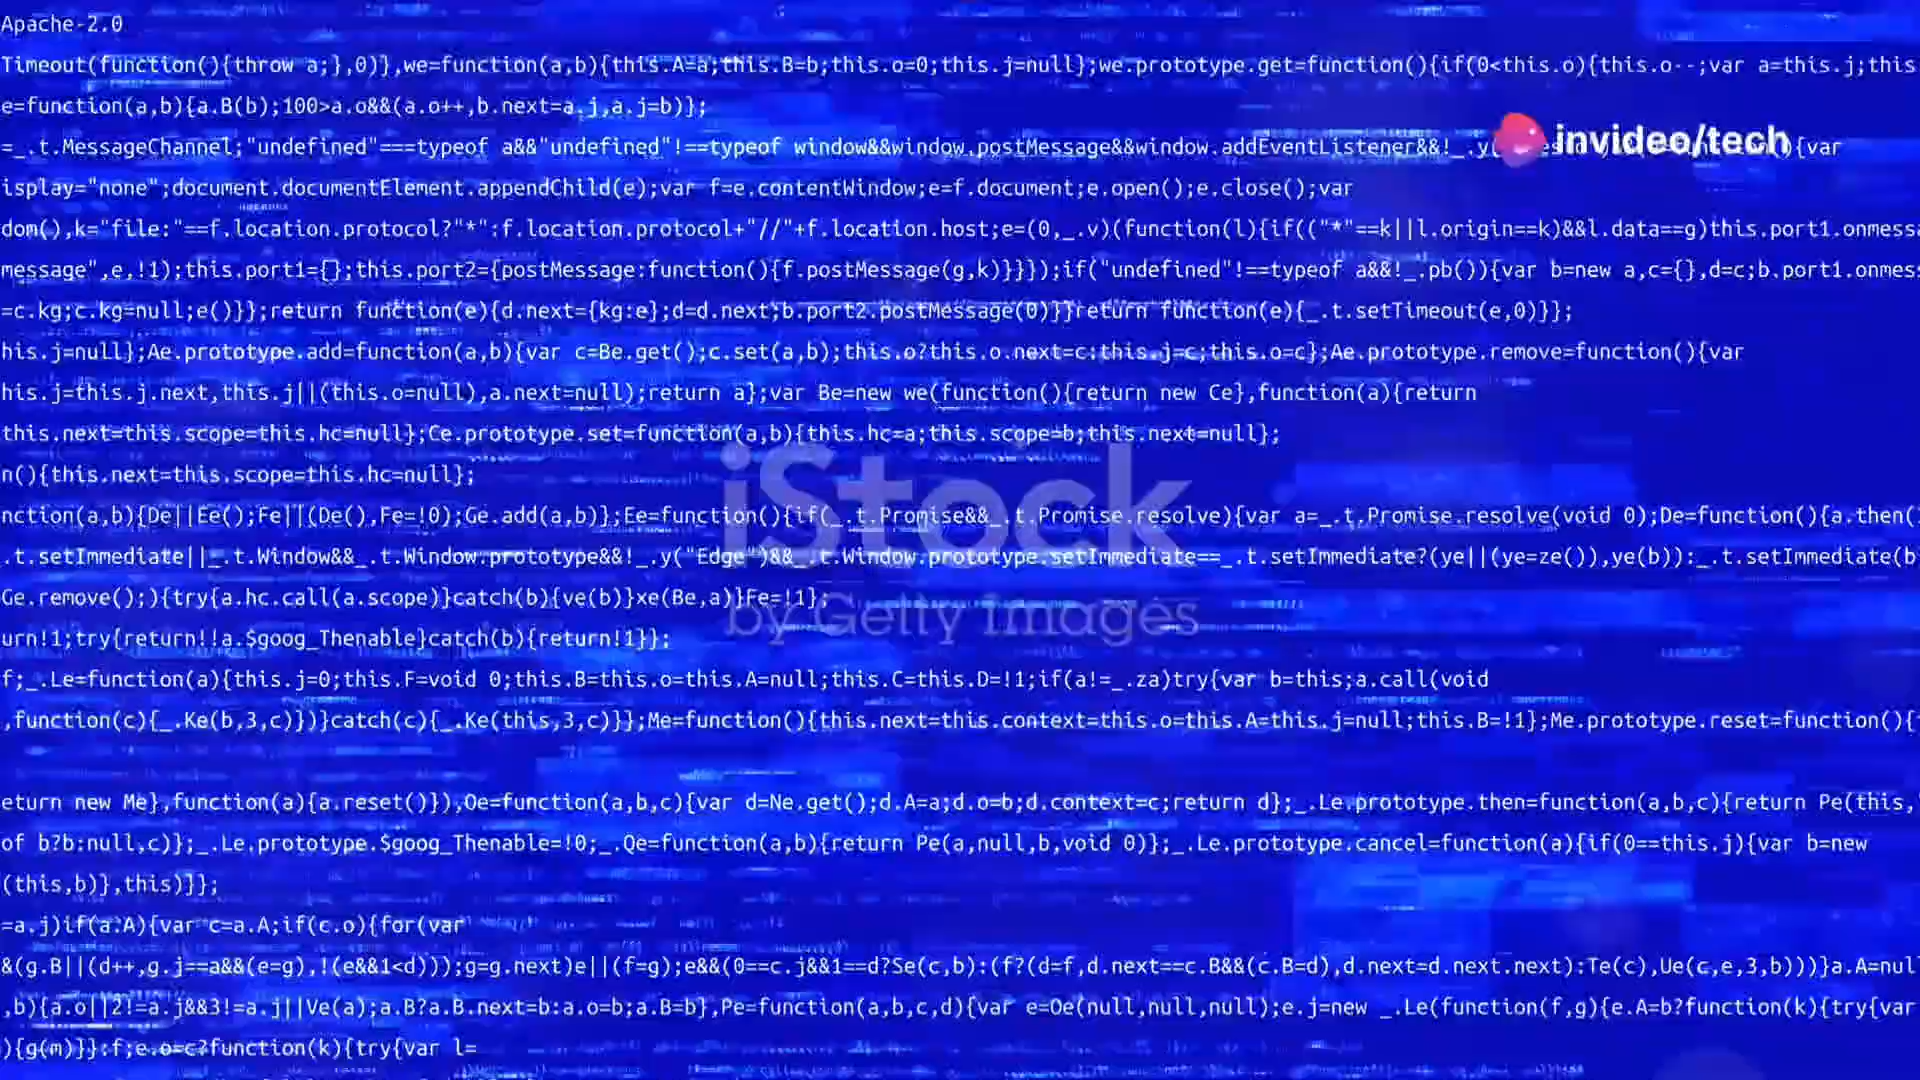 Apache-2.0
Timeout(function(){throw a;},0)},we=function(a,b){this.A=a;this.B=b;this.o=0;this.j=null};we.prototype.get=function(){if(0<this.o){this.o--;var a=this.j;this
e=function(a,b){a.B(b);100>a.o&&(a.o++,b.next=a.j,a.j=b)};
invideo/tech
=_.t.MessageChannel;"undefined"===typeof a&&"undefined"!==typeof window&&window.postMessage&&window.addEventListener&&!_.y( {var
isplay="none";document.documentElement.appendChild(e);var f=e.contentWindow;e=f.document;e.open();e.close();var
dom(),k="file:"==f.location.protocol?"*":f.location.protocol+"//"+f.location.host;e=(0,_.v)(function(l){if(("*"==k||l.origin==k)&&l.data==g)this.port1.onmessa
message",e,!1);this.port1={};this.port2={postMessage:function(){f.postMessage(g,k)}}});if("undefined"!==typeof a&&!_.pb()){var b=new a,c={},d=c;b.port1.onmess
=c.kg;c.kg=null;e()}};return function(e){d.next={kg:e};d=d.next;b.port2.postMessage(0)}}return function(e){_.t.setTimeout(e,0)}};
his.j=null};Ae.prototype.add=function(a,b){var c=Be.get();c.set(a,b);this.o?this.o.next=c:this.j=c;this.o=c};Ae.prototype.remove=function(){var
his.j=this.j.next,this.j||(this.o=null),a.next=null);return a};var Be=new we(function(){return new Ce},function(a){return
this.next=this.scope=this.hc=null};Ce.prototype.set=function(a,b){this.hc=a;this.scope=b;this.next=null};
n(){this.next=this.scope=this.hc=null};
iStock
nction(a,b){De||Ee();Fe||(De(),Fe=!0);Ge.add(a,b)};Ee=function(){if(_.t.Promise&&_.t.Promise.resolve){var a=_.t.Promise.resolve(void 0);De=function(){a.then(
.t.setImmediate||_.t.Window&&_.t.Window.prototype&&!_.y("Edge")&&_.t.Window.prototype.setImmediate==_.t.setImmediate?(ye||(ye=ze()),ye(b)):_.t.setImmediate(b
Ge.remove();){try{a.hc.call(a.scope)}catch(b){ve(b)}xe(Be,a)}Fe=!1};
by Getty Images
urn!1;try{return!!a.$goog_Thenable}catch(b){return!1}};
f;_.Le=function(a){this.j=0;this.F=void 0;this.B=this.o=this.A=null;this.C=this.D=!1;if(a!=_.za)try{var b=this;a.call(void
,function(c){_.Ke(b,3,c)})}catch(c){_.Ke(this,3,c)}};Me=function(){this.next=this.context=this.o=this.A=this.j=null;this.B=!1};Me.prototype.reset=function(){
eturn new Me},function(a){a.reset()}),Oe=function(a,b,c){var d=Ne.get();d.A=a;d.o=b;d.context=c;return d};_.Le.prototype.then=function(a,b,c){return Pe(this,
of b?b:null,c)};_.Le.prototype.$goog_Thenable=!0;_.Qe=function(a,b){return Pe(a,null,b,void 0)};_.Le.prototype.cancel=function(a){if(0==this.j){var b=new
(this,b)},this)}};
=a.j)if(a.A){var c=a.A;if(c.o){for(var
&(g.B||(d++,g.j==a&&(e=g),!(e&&1<d)));g=g.next)e||(f=g);e&&(0==c.j&&1==d?Se(c,b):(f?(d=f,d.next==c.B&&(c.B=d),d.next=d.next.next):Te(c),Ue(c,e,3,b)))}a.A=null
,b){a.o||2!=a.j&&3!=a.j||Ve(a);a.B?a.B.next=b:a.o=b;a.B=b},Pe=function(a,b,c,d){var e=Oe(null,null,null);e.j=new _.Le(function(f,g){e.A=b?function(k){try{var
){g(m)}}:f;e.o=c?function(k){try{var l=